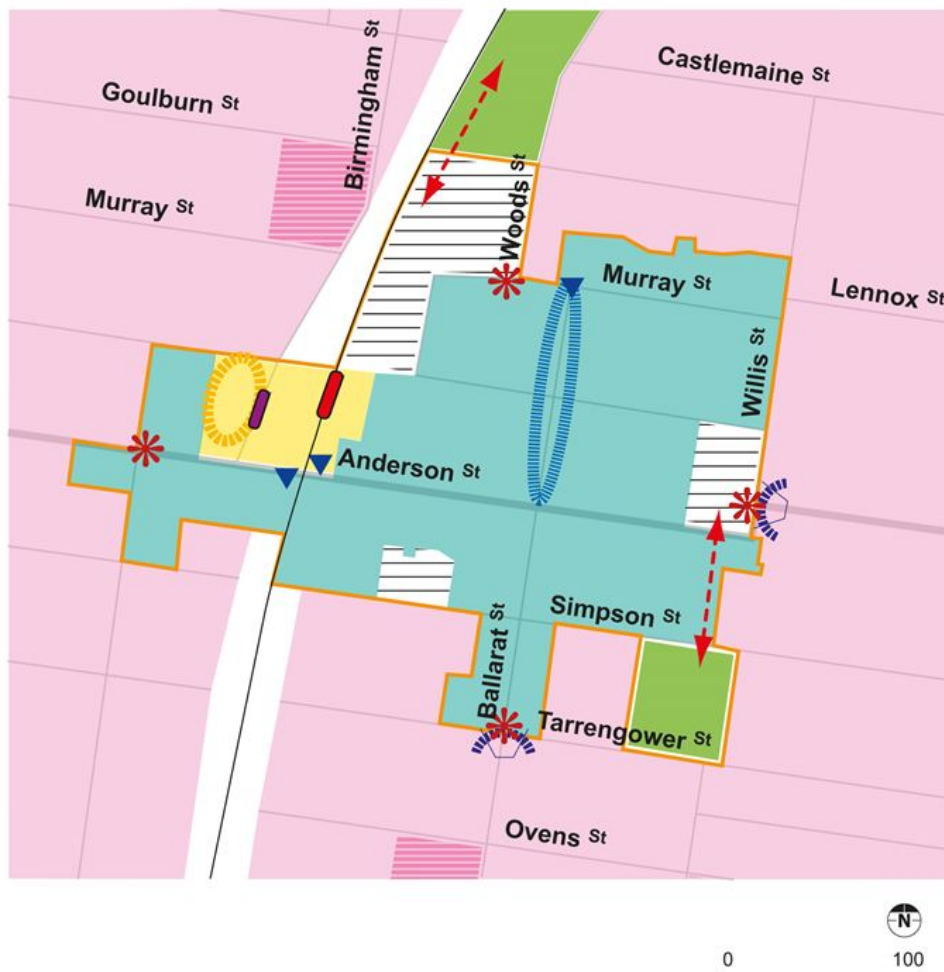 Castlemaine St
Goulburn St
Birmingham St
Murray St
Woods St
Murray St
Lennox St
Willis St
Anderson St
Simpson St
Ballarat St
Tarrengower St
Ovens St
N
0 100